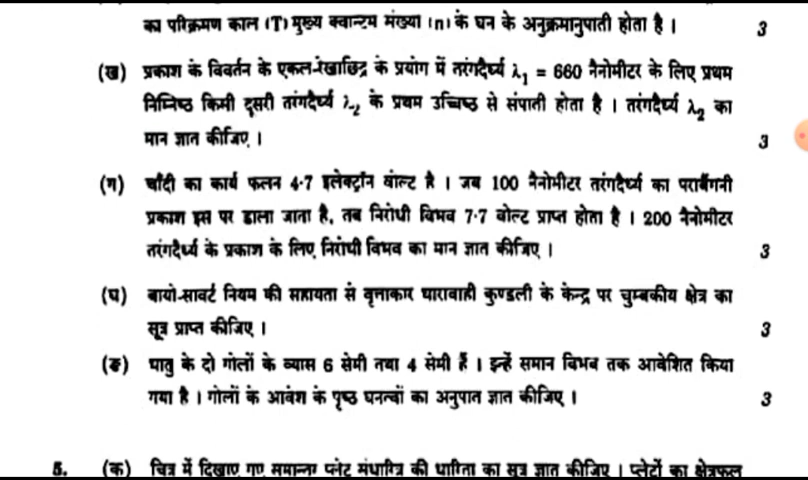 का परिक्रमण काल (T) मुख्य क्वान्टम संख्या (n) के घन के अनुक्रमानुपाती होता है । 3
(ख) प्रकाश के विवर्तन के एकल-रेखाछिद्र के प्रयोग में तरंगदैर्घ्य λ₁ = 660 नैनोमीटर के लिए प्रथम
निम्निष्ठ किसी दूसरी तरंगदैर्घ्य λ₂ के प्रथम उच्चिष्ठ से संपाती होता है । तरंगदैर्घ्य λ₂ का
मान ज्ञात कीजिए । 3
(ग) चाँदी का कार्य फलन 4·7 इलेक्ट्रॉन वोल्ट है । जब 100 नैनोमीटर तरंगदैर्घ्य का पराबैंगनी
प्रकाश इस पर डाला जाता है, तब निरोधी विभव 7·7 वोल्ट प्राप्त होता है । 200 नैनोमीटर
तरंगदैर्घ्य के प्रकाश के लिए निरोधी विभव का मान ज्ञात कीजिए । 3
(घ) बायो-सावर्ट नियम की सहायता से वृत्ताकार धारावाही कुण्डली के केन्द्र पर चुम्बकीय क्षेत्र का
सूत्र प्राप्त कीजिए । 3
(ङ) धातु के दो गोलों के व्यास 6 सेमी तथा 4 सेमी हैं । इन्हें समान विभव तक आवेशित किया
गया है । गोलों के आवेश के पृष्ठ घनत्वों का अनुपात ज्ञात कीजिए । 3
5. (क) चित्र में दिखाए गए समान्तर प्लेट संधारित्र की धारिता का सूत्र ज्ञात कीजिए । प्लेटों का क्षेत्रफल